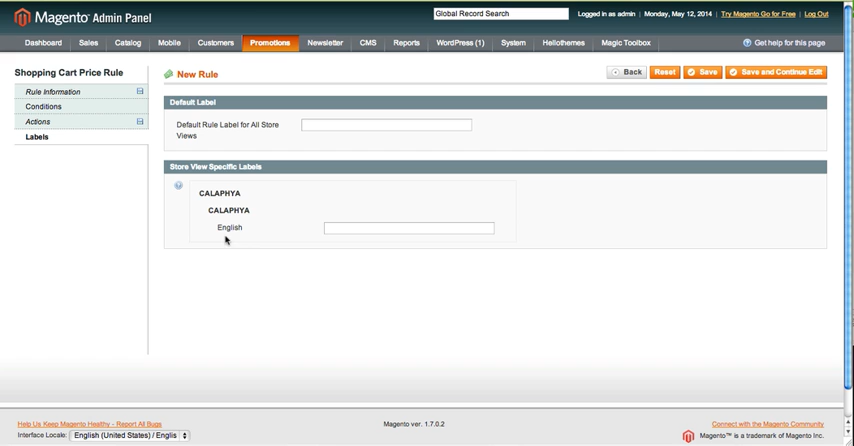 Magento® Admin Panel
Global Record Search
Logged in as admin | Monday, May 12, 2014 | Try Magento Go for Free | Log Out
Dashboard Sales Catalog Mobile Customers Promotions Newsletter CMS Reports WordPress (1) System Hellothemes Magic Toolbox Get help for this page
Shopping Cart Price Rule
Rule Information
Conditions
Actions
Labels
New Rule
Back Reset Save Save and Continue Edit
Default Label
Default Rule Label for All Store
Views
Store View Specific Labels
CALAPHYA
CALAPHYA
English
Help Us Keep Magento Healthy - Report All Bugs
Interface Locale: English (United States) / Englis
Magento ver. 1.7.0.2
Connect with the Magento Community
Magento™ is a trademark of Magento Inc.